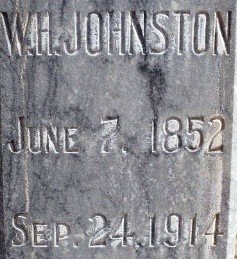 W.H. JOHNSTON
JUNE 7, 1852
SEP. 24, 1914